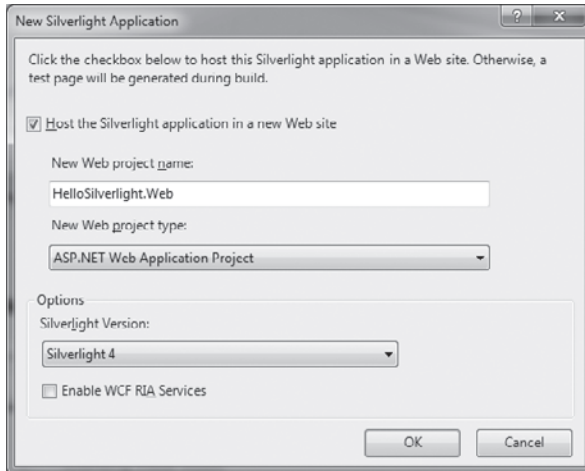 New Silverlight Application
Click the checkbox below to host this Silverlight application in a Web site. Otherwise, a
test page will be generated during build.
Host the Silverlight application in a new Web site
New Web project name:
HelloSilverlight.Web
New Web project type:
ASP.NET Web Application Project
Options
Silverlight Version:
Silverlight 4
Enable WCF RIA Services
OK
Cancel